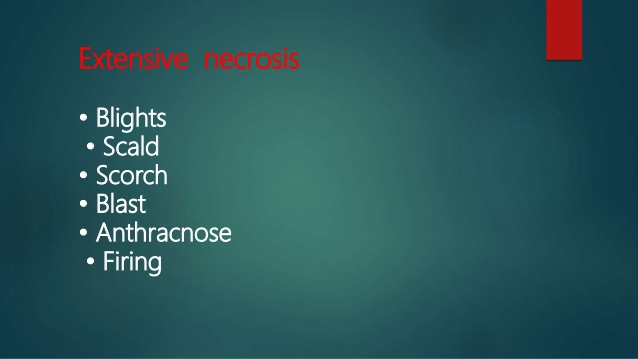 Extensive necrosis
• Blights
• Scald
• Scorch
• Blast
• Anthracnose
• Firing